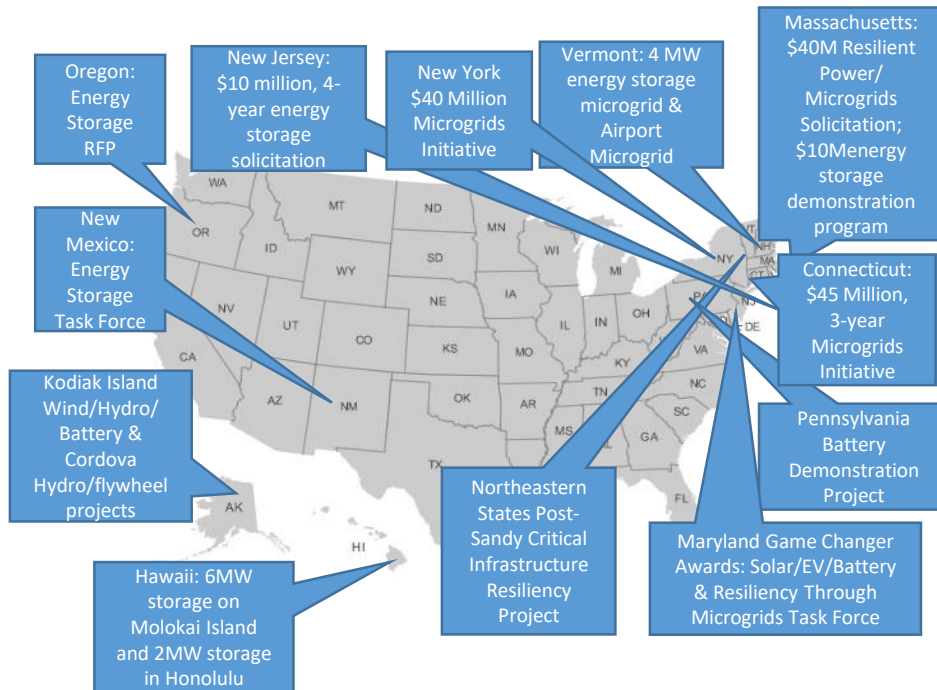 Oregon:
Energy
Storage
RFP
New Jersey:
$10 million, 4-
year energy
storage
solicitation
New York
$40 Million
Microgrids
Initiative
Vermont: 4 MW
energy storage
microgrid &
Airport
Microgrid
Massachusetts:
$40M Resilient
Power/
Microgrids
Solicitation;
$10Menergy
storage
demonstration
program
New
Mexico:
Energy
Storage
Task Force
Connecticut:
$45 Million,
3-year
Microgrids
Initiative
Kodiak Island
Wind/Hydro/
Battery &
Cordova
Hydro/flywheel
projects
Pennsylvania
Battery
Demonstration
Project
Northeastern
States Post-
Sandy Critical
Infrastructure
Resiliency
Project
Maryland Game Changer
Awards: Solar/EV/Battery
& Resiliency Through
Microgrids Task Force
Hawaii: 6MW
storage on
Molokai Island
and 2MW storage
in Honolulu
WA
MT
ND
MN
OR
ID
WY
SD
WI
MI
NY
VT
NH
MA
CT
NV
UT
CO
NE
IA
IL
IN
OH
PA
NJ
DE
CA
KS
MO
KY
VA
AZ
NM
OK
AR
TN
NC
SC
MS
GA
TX
FL
AK
HI